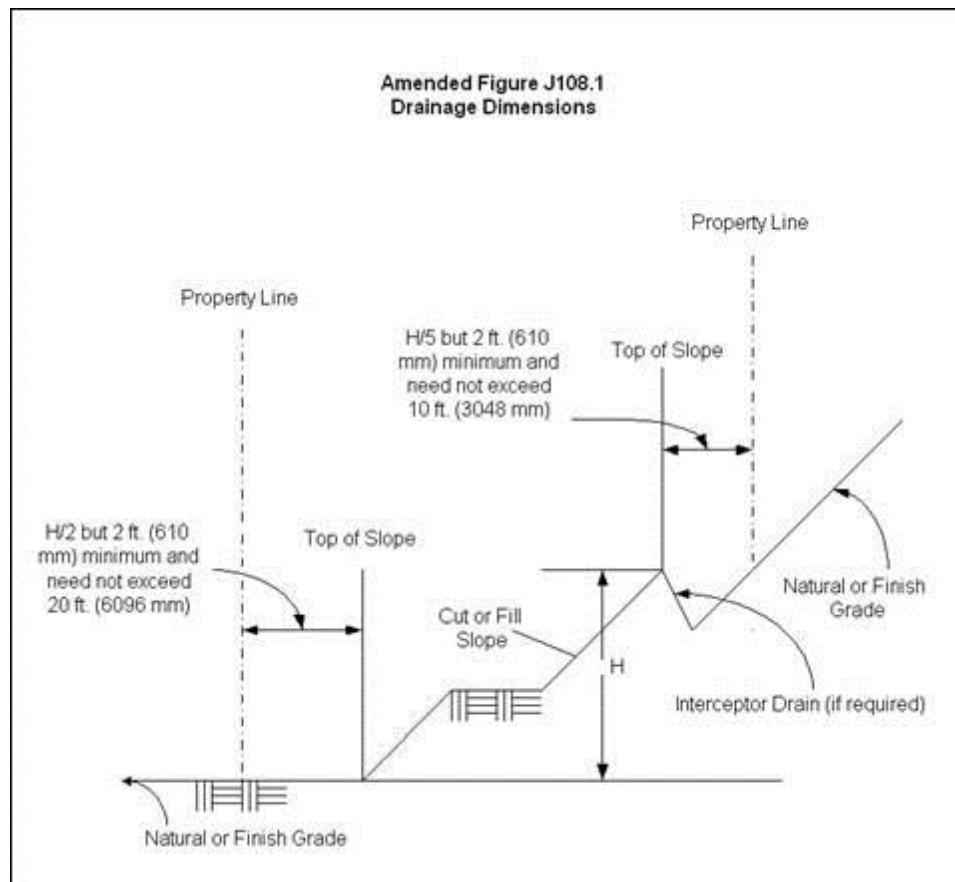 Amended Figure J108.1
Drainage Dimensions
Property Line
Property Line
H/5 but 2 ft. (610
mm) minimum and
need not exceed
10 ft. (3048 mm)
Top of Slope
H/2 but 2 ft. (610
mm) minimum and
need not exceed
20 ft. (6096 mm)
Top of Slope
Natural or Finish
Grade
Cut or Fill
Slope
H
Interceptor Drain (if required)
Natural or Finish Grade